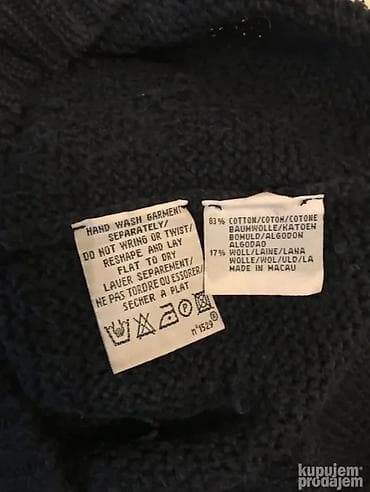 HAND WASH GARMENT
SEPARATELY/
DO NOT WRING OR TWIST/
RESHAPE AND LAY
FLAT TO DRY
LAVER SEPAREMENT/
NE PAS TORDRE OU ESSORER/
SECHER A PLAT
n°1529®
83% COTTON/COTON/COTONE
BAUMWOLLE/KATOEN
BOMULD/ALGODON
ALGODAO
17% WOLL/LAINE/LANA
WOLLE/WOL/ULD/LA
MADE IN MACAU
kupujem
prodajem